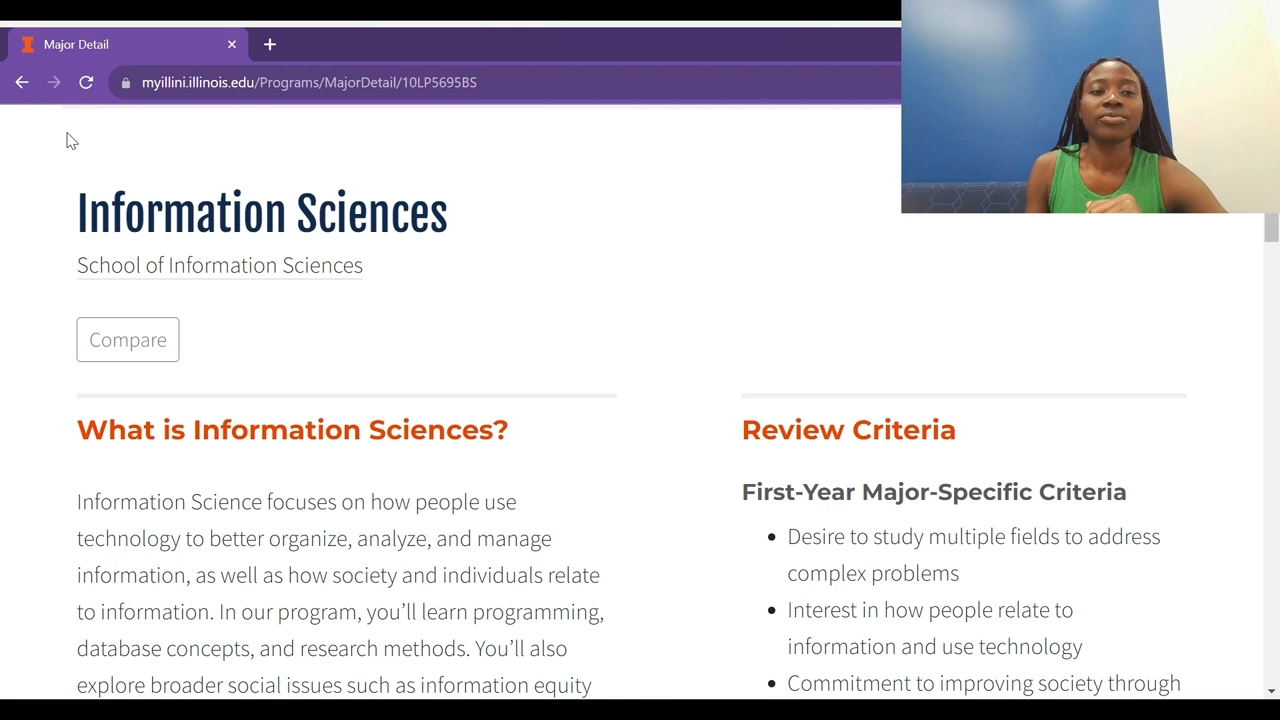 Major Detail
myillini.illinois.edu/Programs/MajorDetail/10LP5695BS
Information Sciences
School of Information Sciences
Compare
What is Information Sciences?
Information Science focuses on how people use
technology to better organize, analyze, and manage
information, as well as how society and individuals relate
to information. In our program, you’ll learn programming,
database concepts, and research methods. You’ll also
explore broader social issues such as information equity
Review Criteria
First-Year Major-Specific Criteria
Desire to study multiple fields to address
complex problems
Interest in how people relate to
information and use technology
Commitment to improving society through